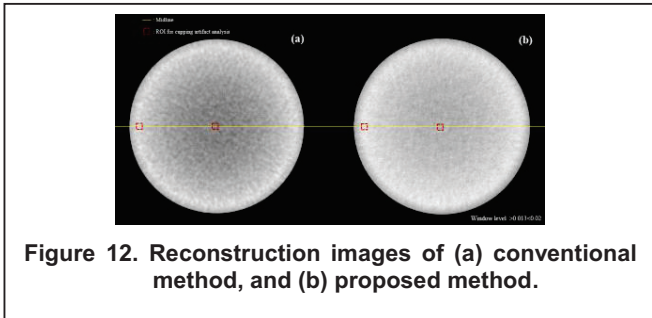 Midline
ROI for cupping artifact analysis
(a)
(b)
Window level: >0.013<0.02
Figure 12. Reconstruction images of (a) conventional
method, and (b) proposed method.